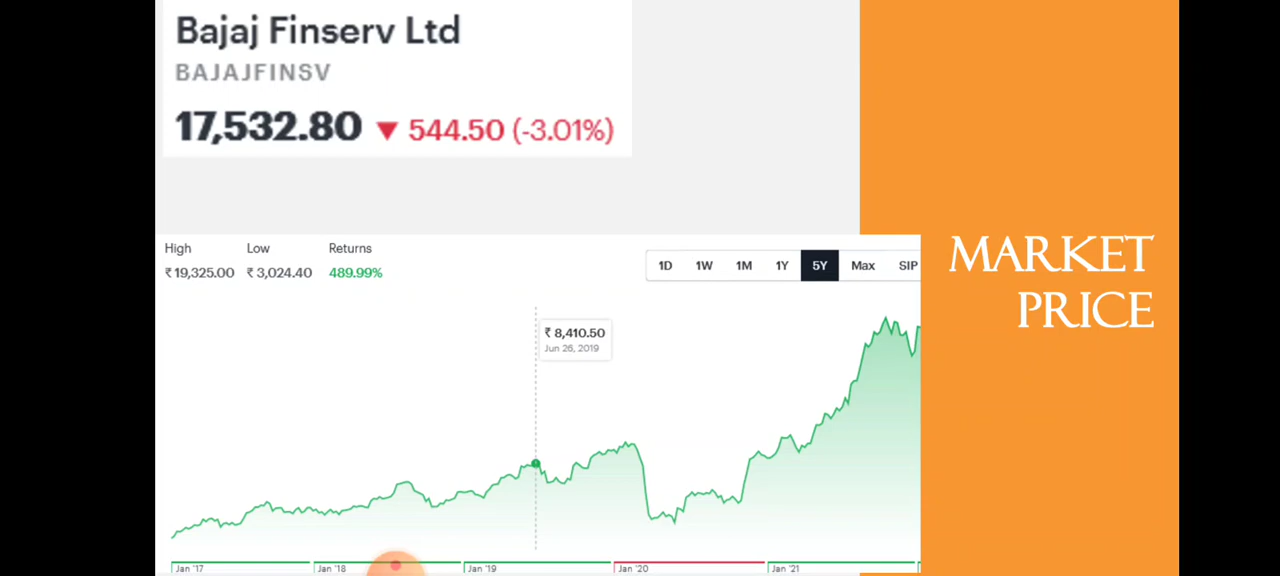 Bajaj Finserv Ltd
BAJAJFINSV
17,532.80 ▼ 544.50 (-3.01%)
High Low Returns
₹ 19,325.00 ₹ 3,024.40 489.99%
1D 1W 1M 1Y 5Y Max SIP
MARKET
PRICE
₹ 8,410.50
Jun 26, 2019
Jan '17 Jan '18 Jan '19 Jan '20 Jan '21